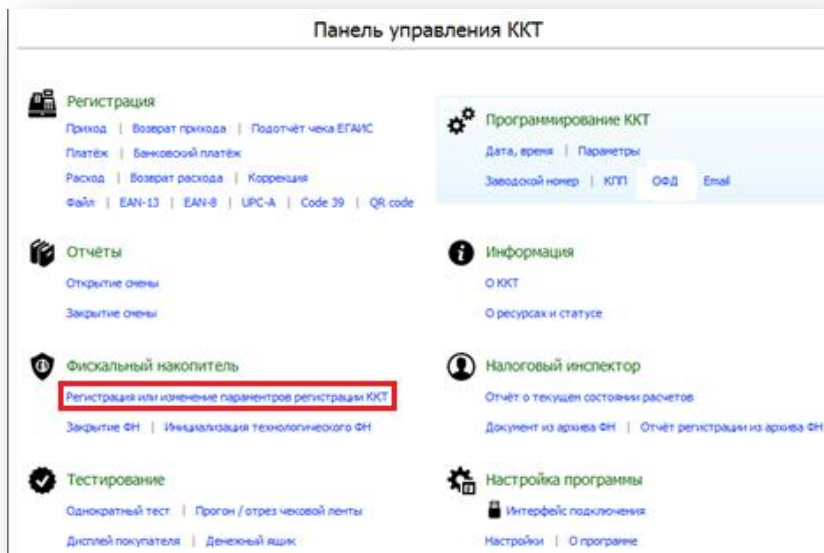 Панель управления ККТ
Регистрация
Приход | Возврат прихода | Подотчёт чека ЕГАИС
Платёж | Банковский платёж
Расход | Возврат расхода | Коррекция
Файл | EAN-13 | EAN-8 | UPC-A | Code 39 | QR code
Программирование ККТ
Дата, время | Параметры
Заводской номер | КПП ОФД Email
Отчёты
Открытие смены
Закрытие смены
Информация
О ККТ
О ресурсах и статусе
Фискальный накопитель
Регистрация или изменение параметров регистрации ККТ
Закрытие ФН | Инициализация технологического ФН
Налоговый инспектор
Отчёт о текущем состоянии расчетов
Документ из архива ФН | Отчёт регистрации из архива ФН
Тестирование
Однократный тест | Прогон / отрез чековой ленты
Дисплей покупателя | Денежный ящик
Настройка программы
Интерфейс подключения
Настройки | О программе